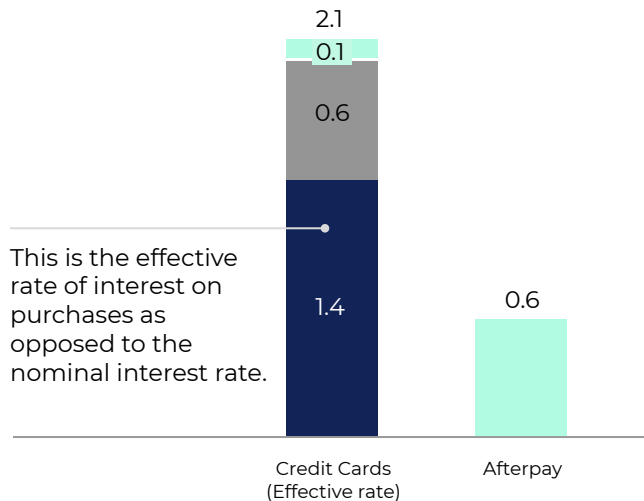 2.1
0.1
0.6
This is the effective
rate of interest on
purchases as
opposed to the
nominal interest rate.
1.4
0.6
Credit Cards
(Effective rate)
Afterpay